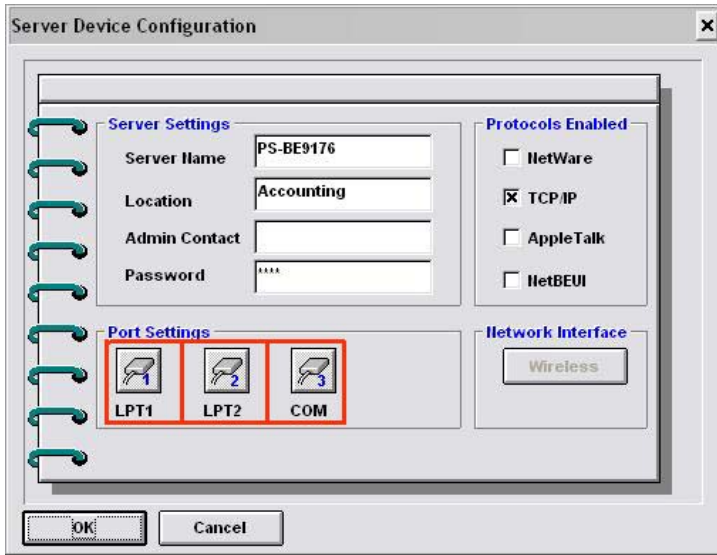 Server Device Configuration
Server Settings
Server Name PS-BE9176
Location Accounting
Admin Contact
Password ****
Protocols Enabled
NetWare
TCP/IP
AppleTalk
NetBEUI
Port Settings
1 2 3
LPT1 LPT2 COM
Network Interface
Wireless
OK Cancel